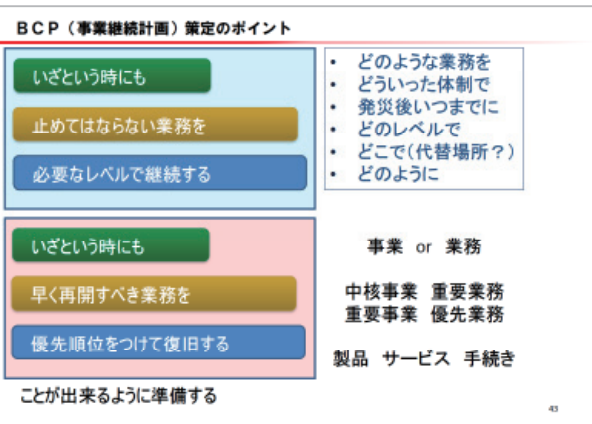 BCP（事業継続計画）策定のポイント
いざという時にも
止めてはならない業務を
必要なレベルで継続する
• どのような業務を
• どういった体制で
• 発災後いつまでに
• どのレベルで
• どこで(代替場所？)
• どのように
いざという時にも
早く再開すべき業務を
優先順位をつけて復旧する
事業 or 業務
中核事業 重要業務
重要事業 優先業務
製品 サービス 手続き
ことが出来るように準備する
43